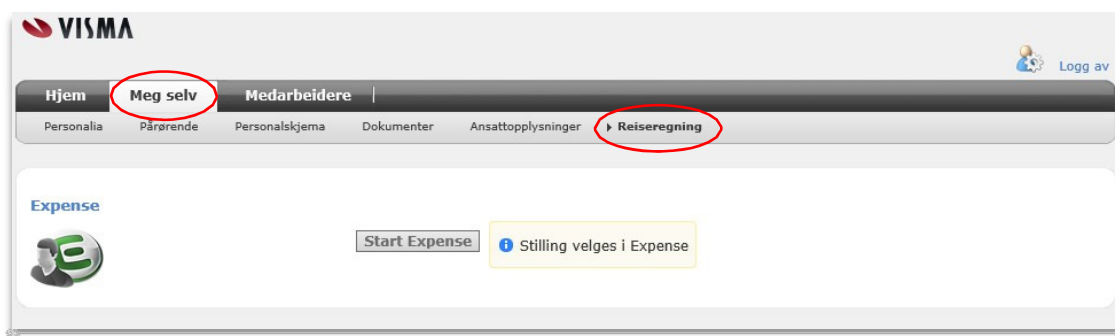 VISMA
Logg av
Hjem Meg selv Medarbeidere
Personalia Pårørende Personalskjema Dokumenter Ansattopplysninger Reiseregning
Expense
Start Expense Stilling velges i Expense